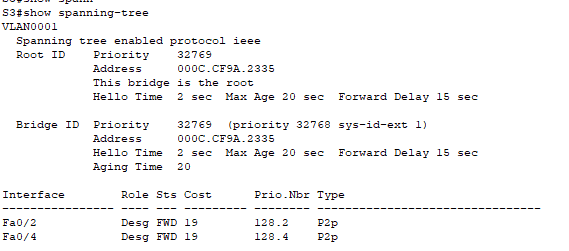 S3#show spanning-tree
VLAN0001
  Spanning tree enabled protocol ieee
  Root ID    Priority    32769
             Address     000C.CF9A.2335
             This bridge is the root
             Hello Time  2 sec  Max Age 20 sec  Forward Delay 15 sec

  Bridge ID  Priority    32769  (priority 32768 sys-id-ext 1)
             Address     000C.CF9A.2335
             Hello Time  2 sec  Max Age 20 sec  Forward Delay 15 sec
             Aging Time  20

Interface        Role Sts Cost      Prio.Nbr Type
---------------- ---- --- --------- -------- --------------------------------
Fa0/2            Desg FWD 19        128.2    P2p
Fa0/4            Desg FWD 19        128.4    P2p